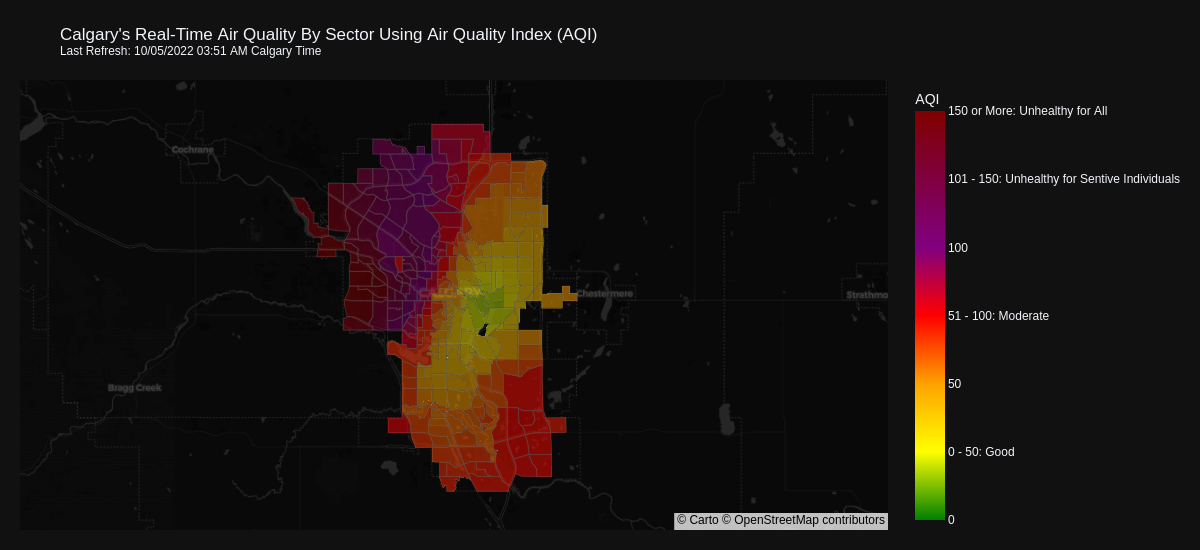 Calgary's Real-Time Air Quality By Sector Using Air Quality Index (AQI)
Last Refresh: 10/05/2022 03:51 AM Calgary Time
AQI
150 or More: Unhealthy for All
101 - 150: Unhealthy for Sentive Individuals
100
51 - 100: Moderate
50
0 - 50: Good
0
Cochrane
Chestermere
Strathmo
Bragg Creek
© Carto © OpenStreetMap contributors